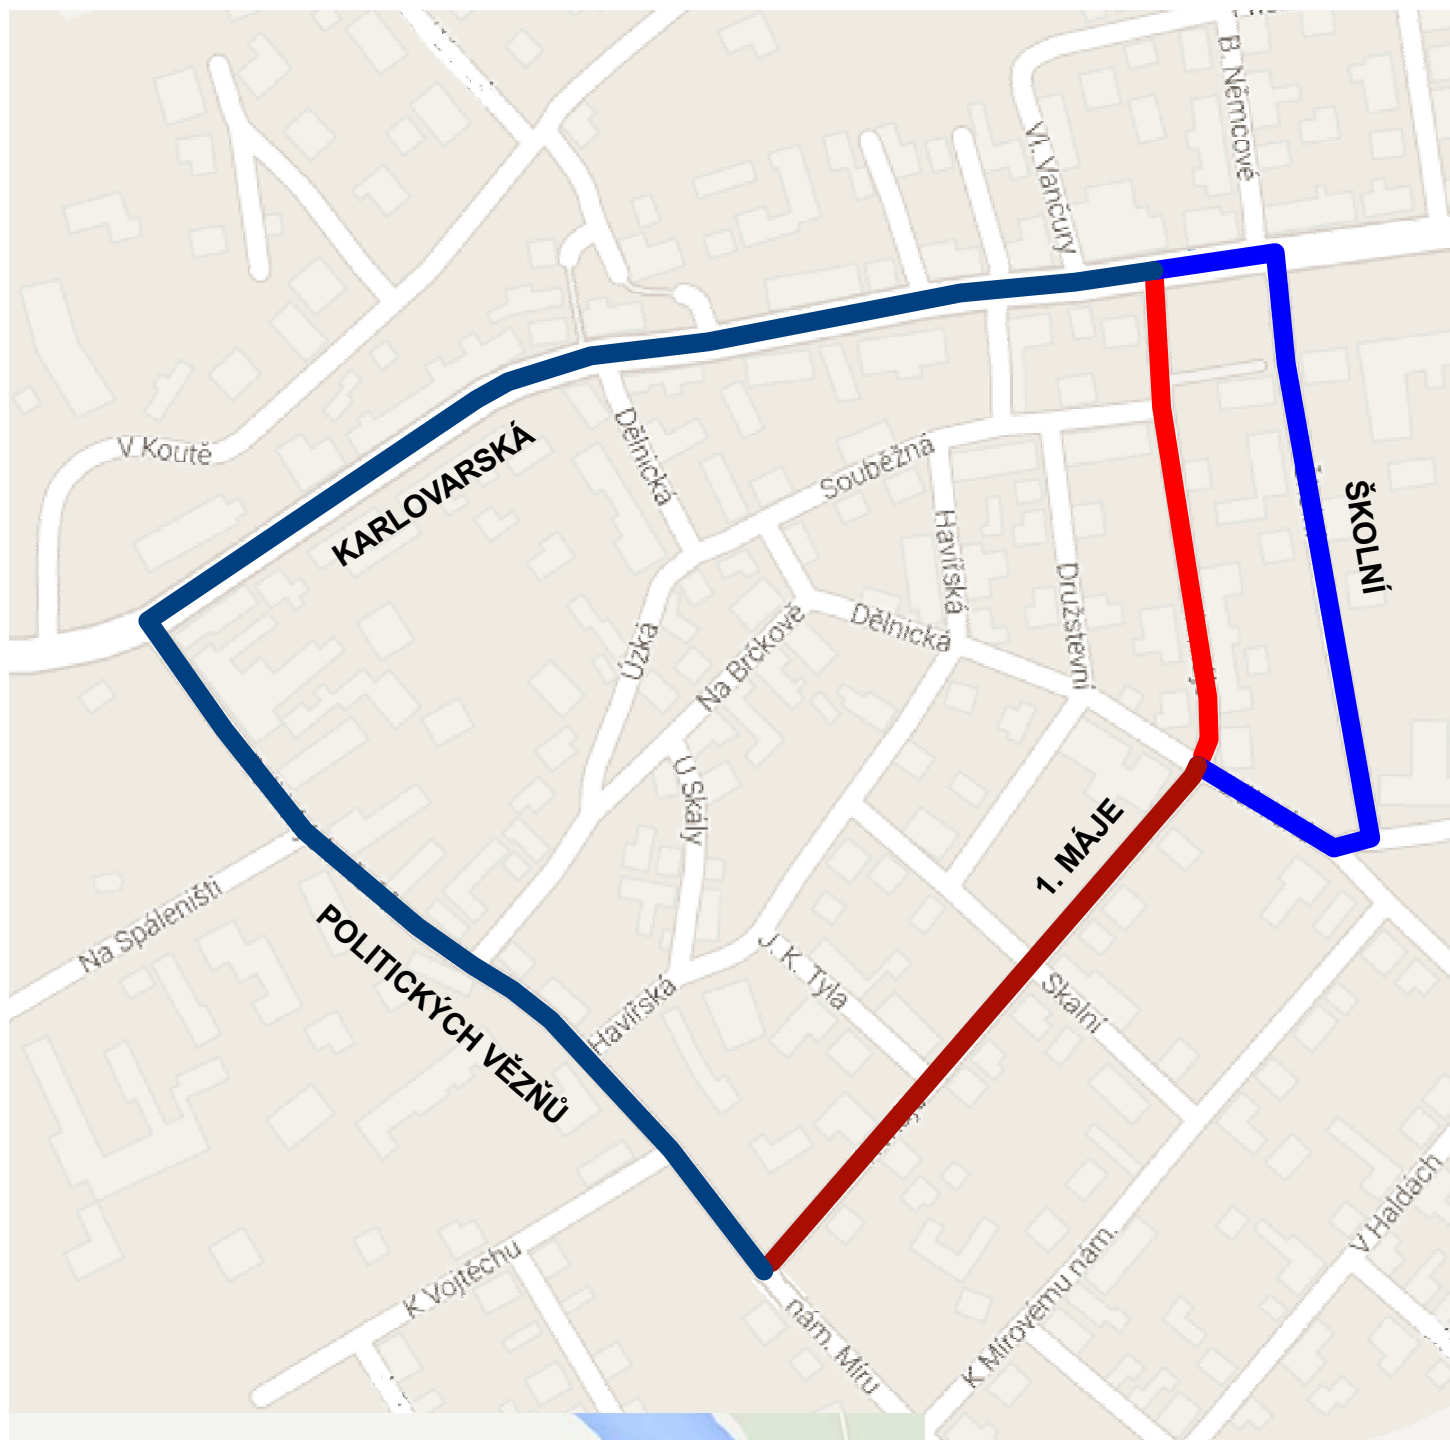 B. Němcové
Vl. Vančury
V Koutě
KARLOVARSKÁ
Dělnická
Souběžná
ŠKOLNÍ
Havířská
Družstevní
Dělnická
Úzká
Na Brčkově
U Skály
1. MÁJE
Na Spáleništi
POLITICKÝCH VĚZŇŮ
J. K. Tyla
Skalní
Havířská
V Haldách
K Vojtěchu
K Mírovému nám.
nám. Míru